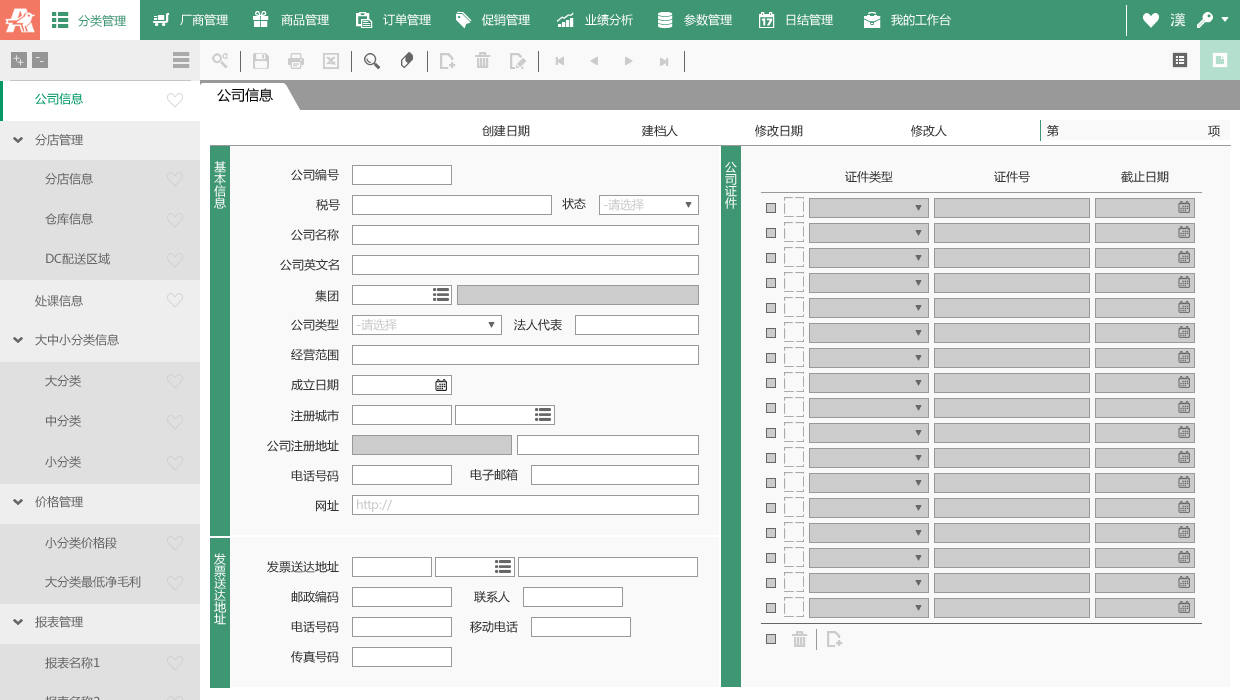 分类管理 厂商管理 商品管理 订单管理 促销管理 业绩分析 参数管理 日结管理 我的工作台 漢
公司信息
分店管理
分店信息
仓库信息
DC配送区域
处课信息
大中小分类信息
大分类
中分类
小分类
价格管理
小分类价格段
大分类最低净毛利
报表管理
报表名称1
报表名称2
公司信息
创建日期 建档人 修改日期 修改人 第 项
基本信息
公司编号
税号 状态 -请选择
公司名称
公司英文名
集团
公司类型 -请选择 法人代表
经营范围
成立日期
注册城市
公司注册地址
电话号码 电子邮箱
网址 http://
发票送达地址
发票送达地址
邮政编码 联系人
电话号码 移动电话
传真号码
公司证件
证件类型 证件号 截止日期